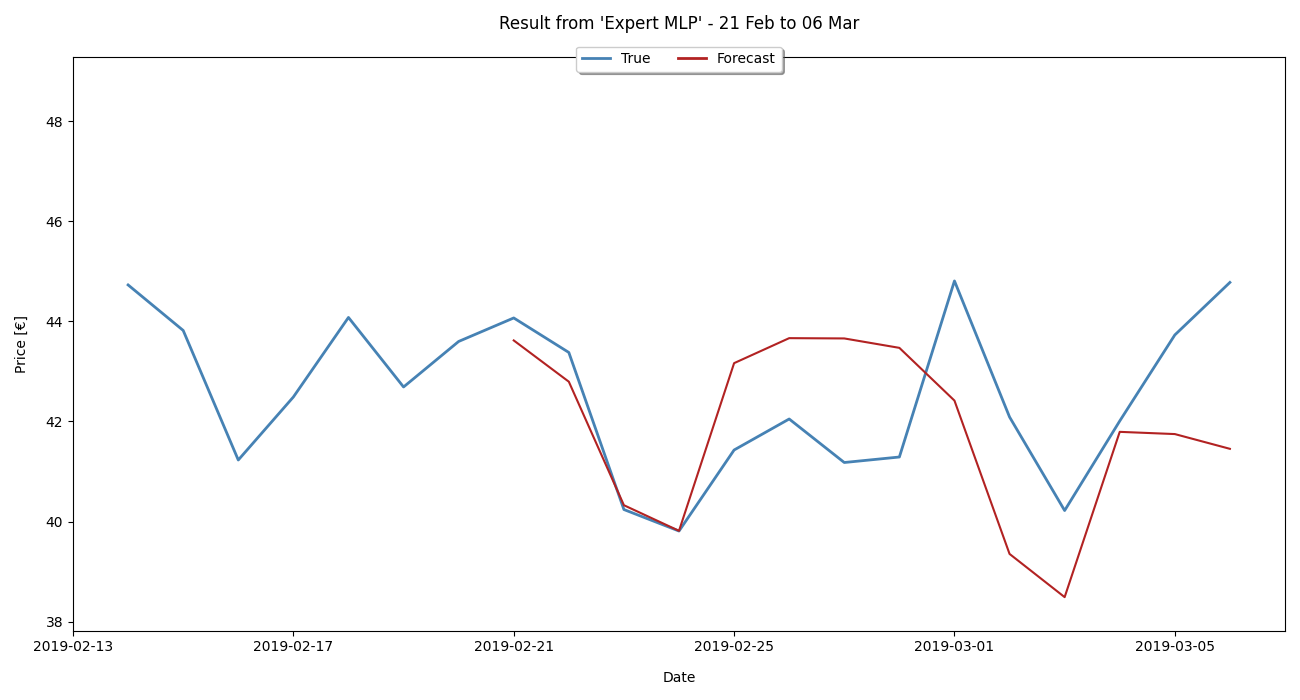 Result from 'Expert MLP' - 21 Feb to 06 Mar
True Forecast
Price [€]
48
46
44
42
40
38
2019-02-13 2019-02-17 2019-02-21 2019-02-25 2019-03-01 2019-03-05
Date